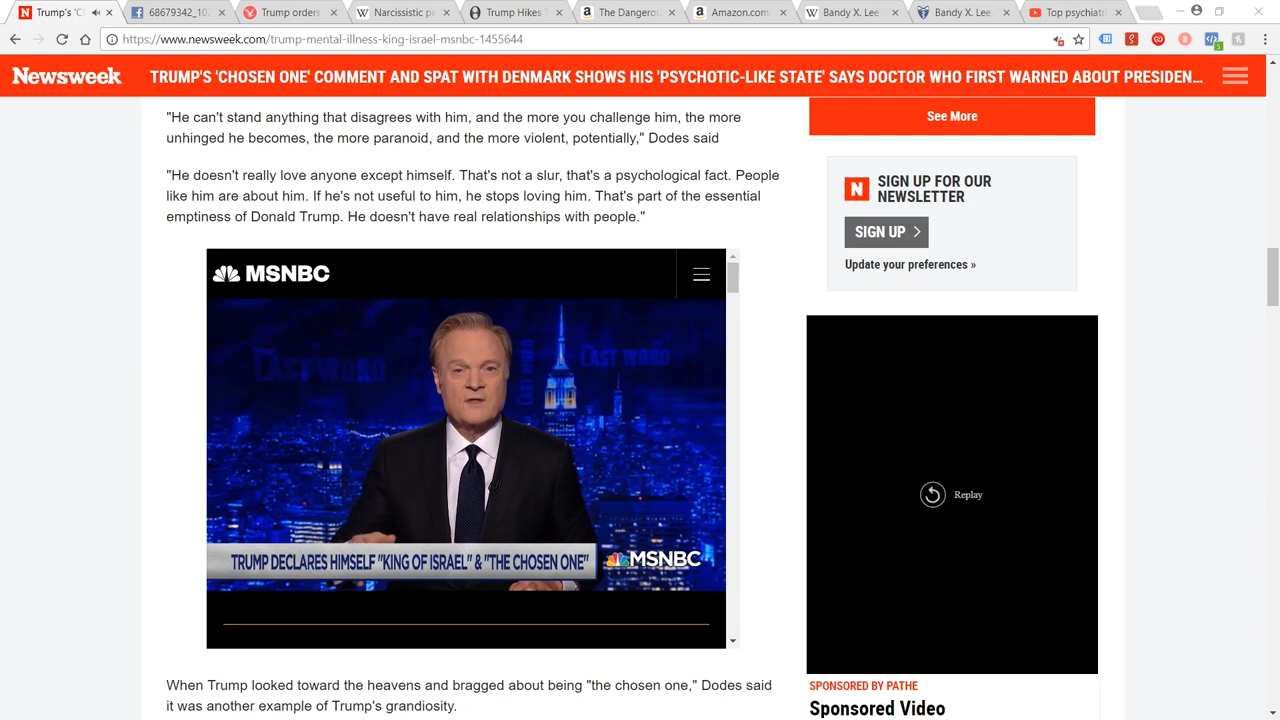 Trump's 'C
68679342_10
Trump orders
Narcissistic pe
Trump Hikes T
The Dangerou
Amazon.com
Bandy X. Lee
Bandy X. Lee,
Top psychiatr
https://www.newsweek.com/trump-mental-illness-king-israel-msnbc-1455644
Newsweek
TRUMP'S 'CHOSEN ONE' COMMENT AND SPAT WITH DENMARK SHOWS HIS 'PSYCHOTIC-LIKE STATE' SAYS DOCTOR WHO FIRST WARNED ABOUT PRESIDEN...
"He can't stand anything that disagrees with him, and the more you challenge him, the more
unhinged he becomes, the more paranoid, and the more violent, potentially," Dodes said
"He doesn't really love anyone except himself. That's not a slur, that's a psychological fact. People
like him are about him. If he's not useful to him, he stops loving him. That's part of the essential
emptiness of Donald Trump. He doesn't have real relationships with people."
MSNBC
LAST WORD
LAST WORD
LAST WORD
TRUMP DECLARES HIMSELF "KING OF ISRAEL" & "THE CHOSEN ONE"
MSNBC
When Trump looked toward the heavens and bragged about being "the chosen one," Dodes said
it was another example of Trump's grandiosity.
See More
N
SIGN UP FOR OUR
NEWSLETTER
SIGN UP
Update your preferences »
Replay
SPONSORED BY PATHE
Sponsored Video